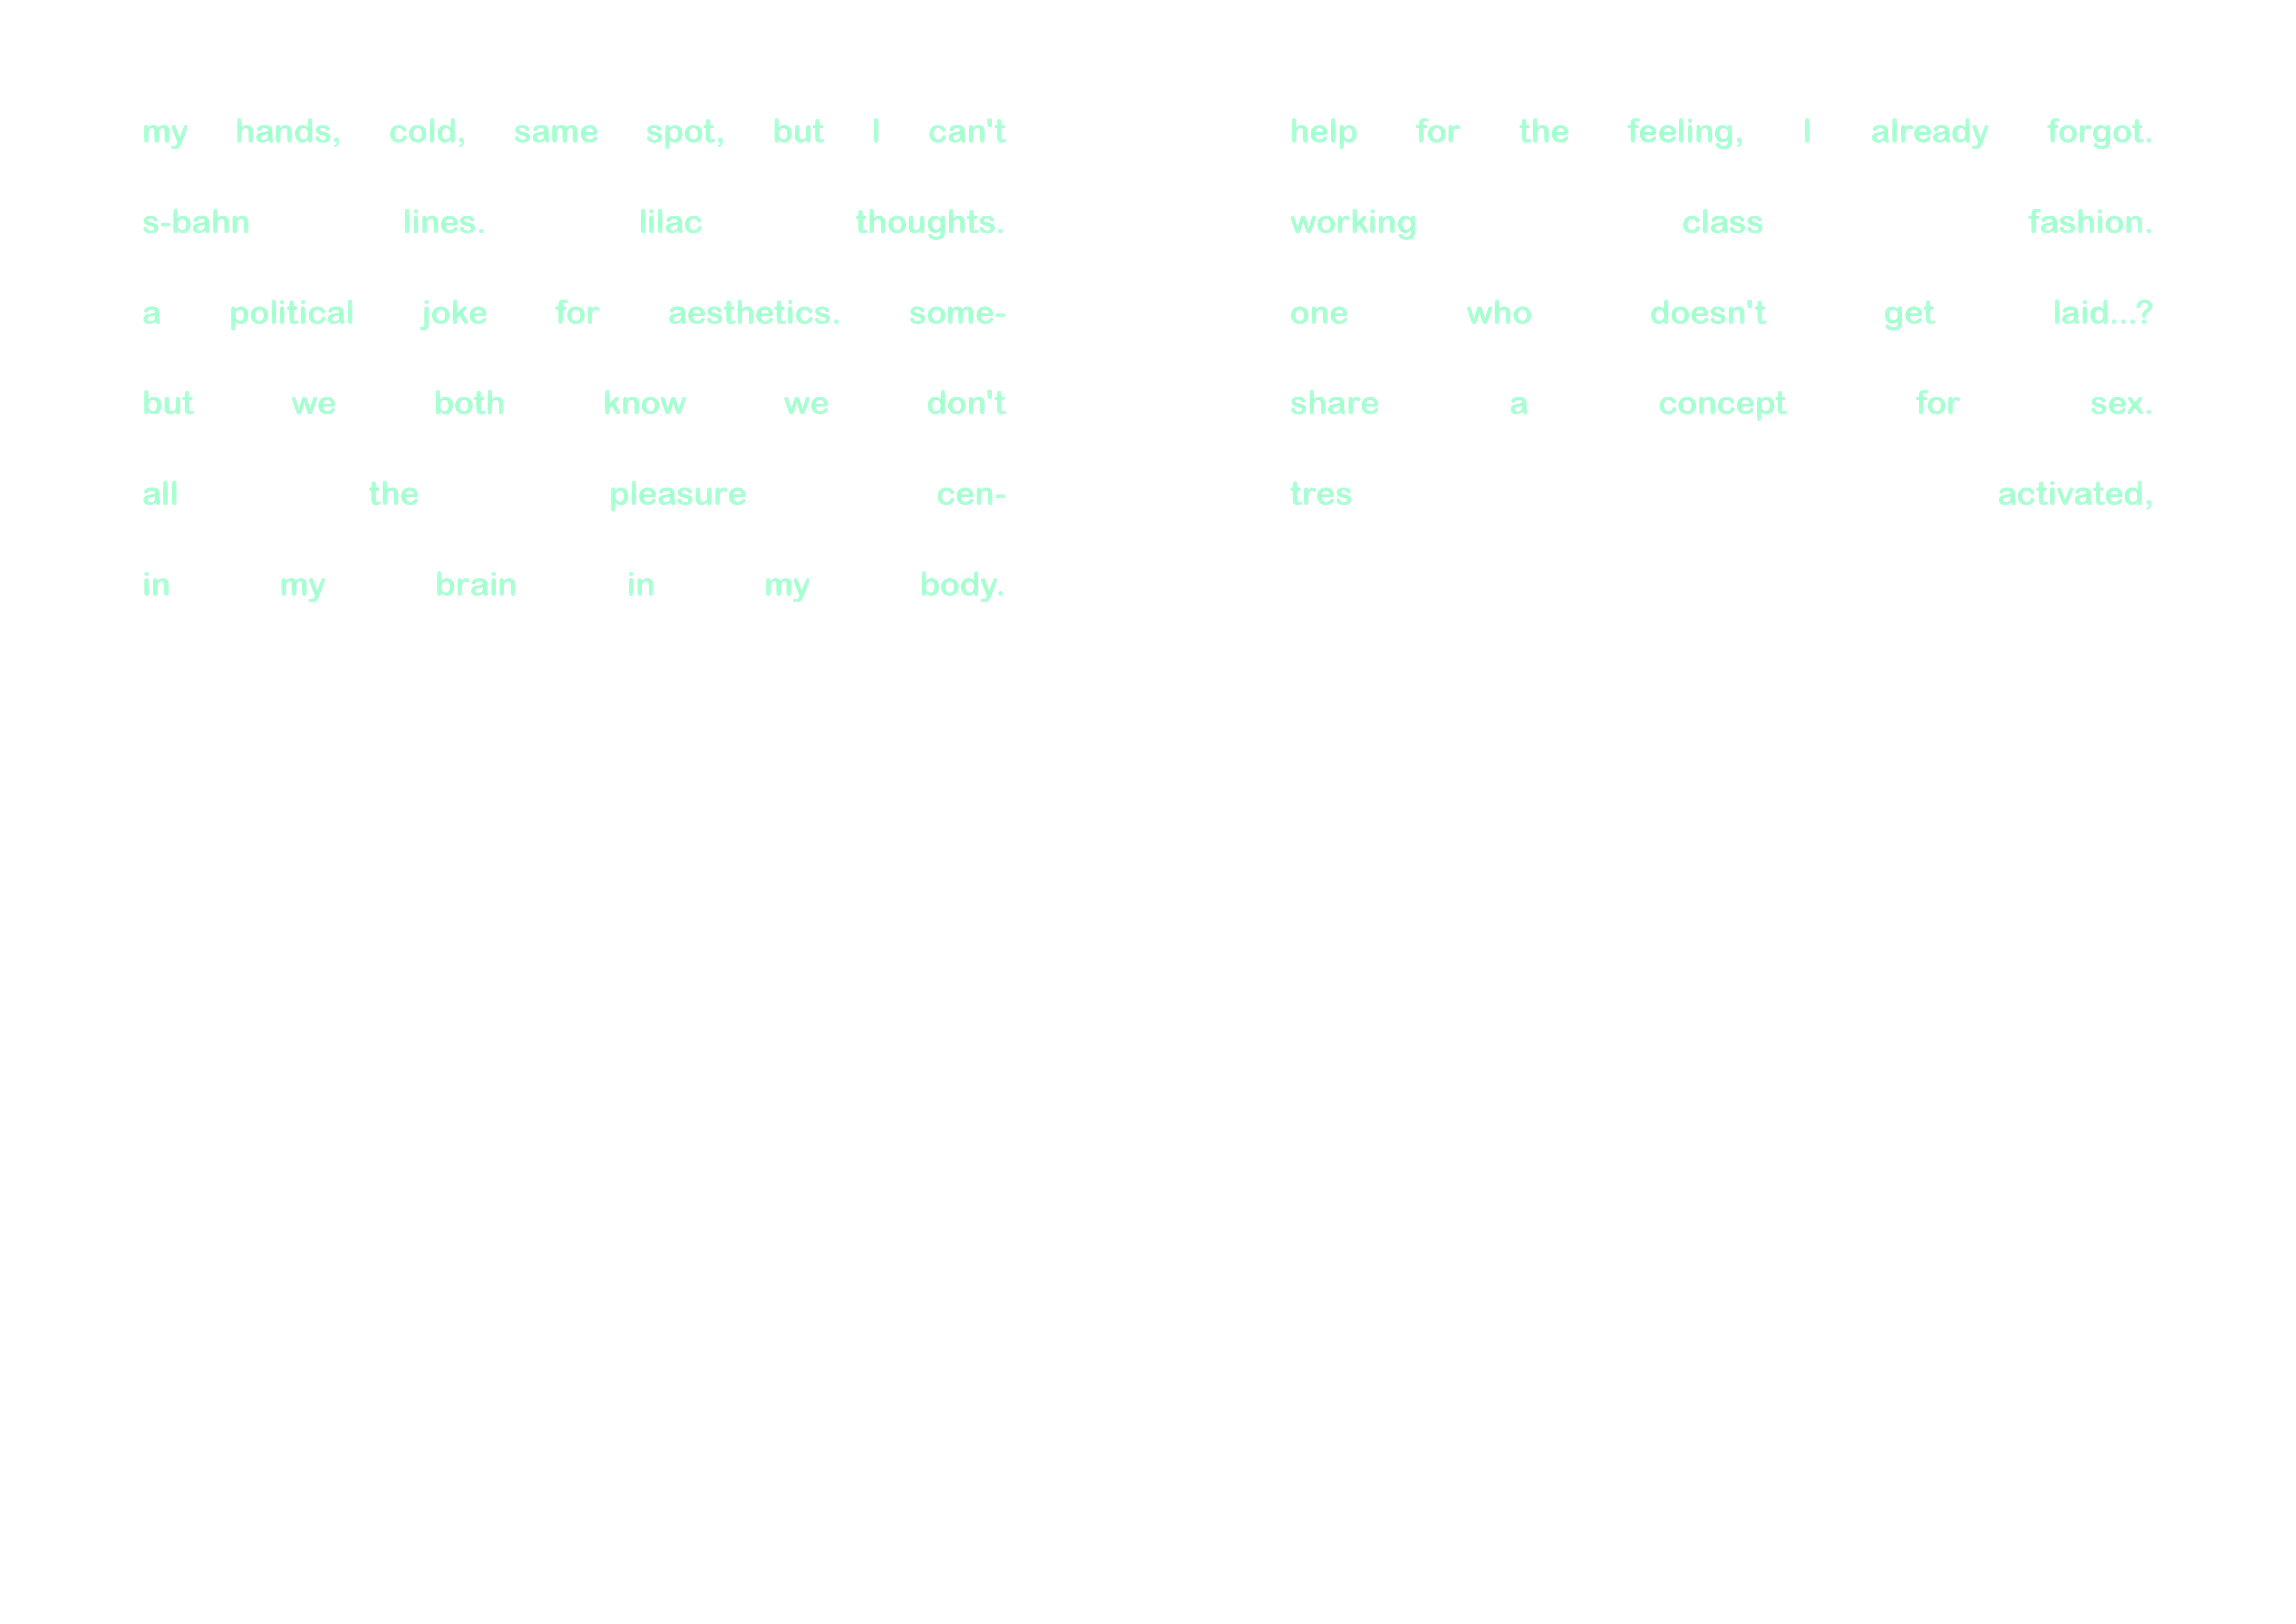 my hands, cold, same spot, but I can't help for the feeling, I already forgot.
s-bahn lines. lilac thoughts. working class fashion.
a political joke for aesthetics. some- one who doesn't get laid...?
but we both know we don't share a concept for sex.
all the pleasure cen- tres activated,
in my brain in my body.